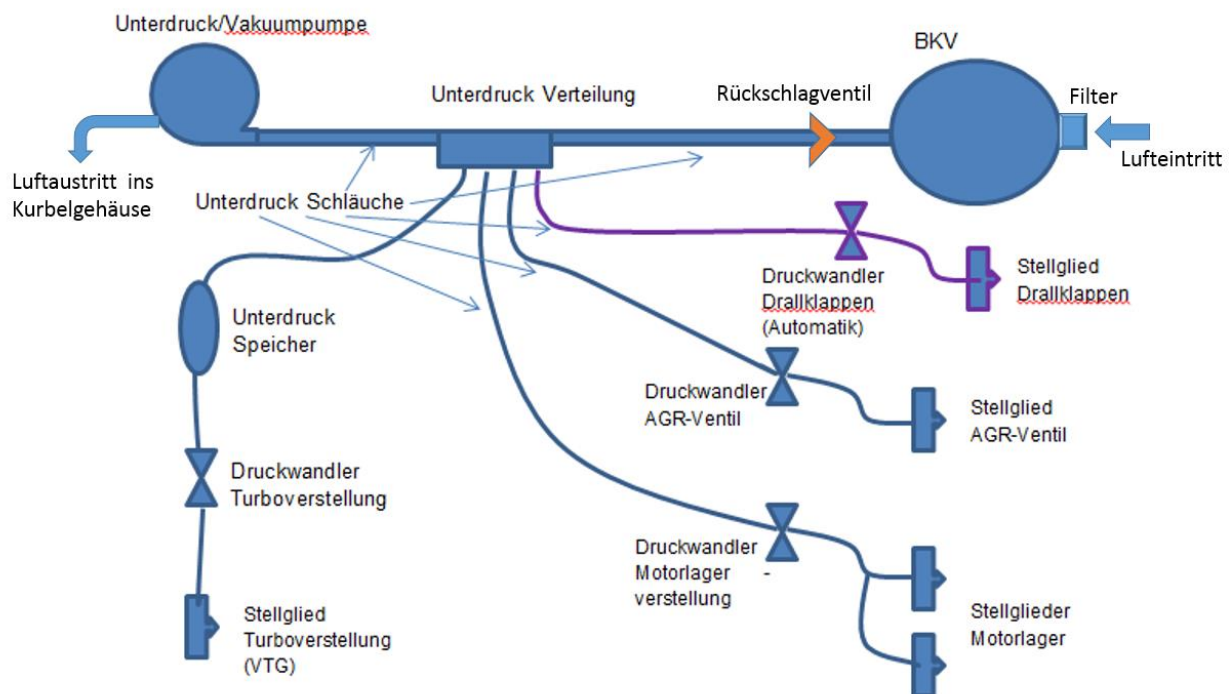 Unterdruck/Vakuumpumpe
BKV
Unterdruck Verteilung
Rückschlagventil
Filter
Lufteintritt
Luftaustritt ins
Kurbelgehäuse
Unterdruck Schläuche
Druckwandler
Drallklappen
(Automatik)
Stellglied
Drallklappen
Unterdruck
Speicher
Druckwandler
AGR-Ventil
Stellglied
AGR-Ventil
Druckwandler
Turboverstellung
Druckwandler
Motorlager -
verstellung
Stellglied
Turboverstellung
(VTG)
Stellglieder
Motorlager